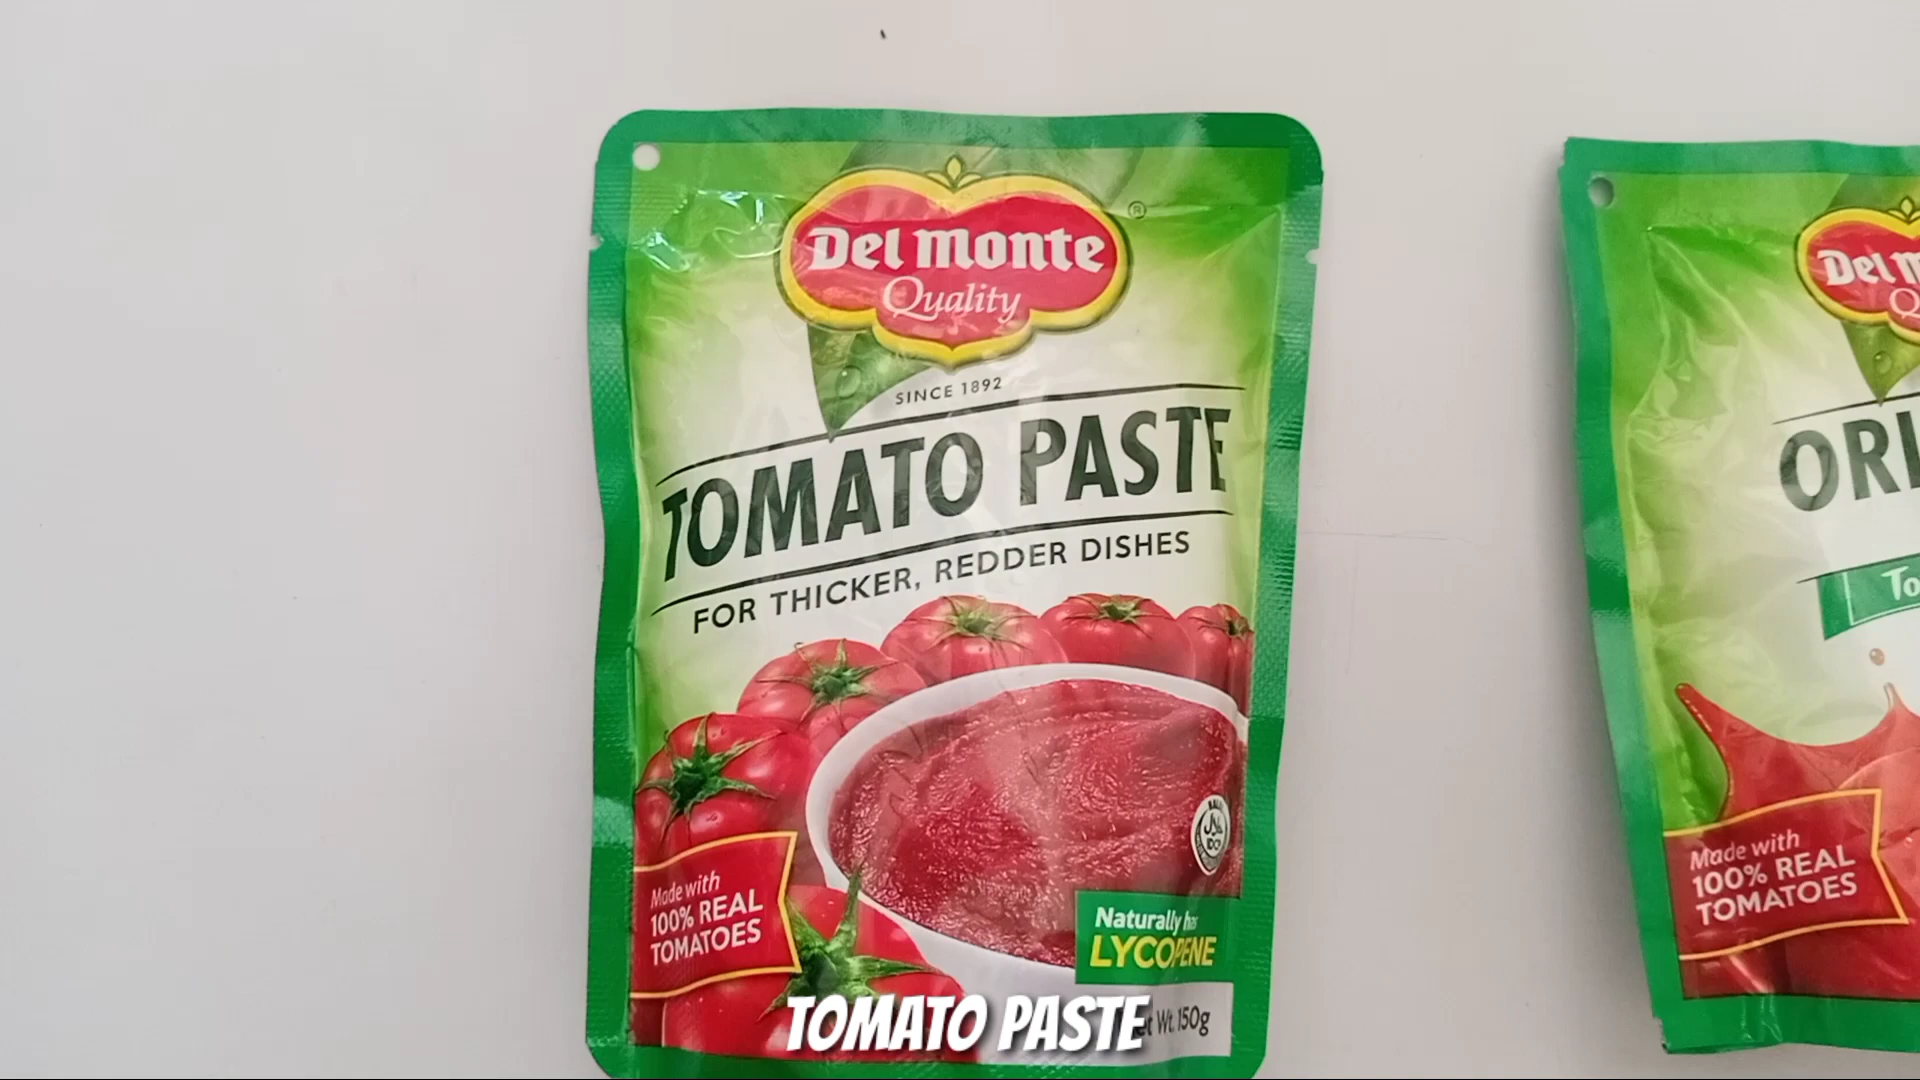 Del Monte
Quality
®
SINCE 1892
TOMATO PASTE
FOR THICKER, REDDER DISHES
Made with
100% REAL
TOMATOES
Naturally has
LYCOPENE
Net Wt. 150g
TOMATO PASTE
Del M
Q
ORI
To
Made with
100% REAL
TOMATOES